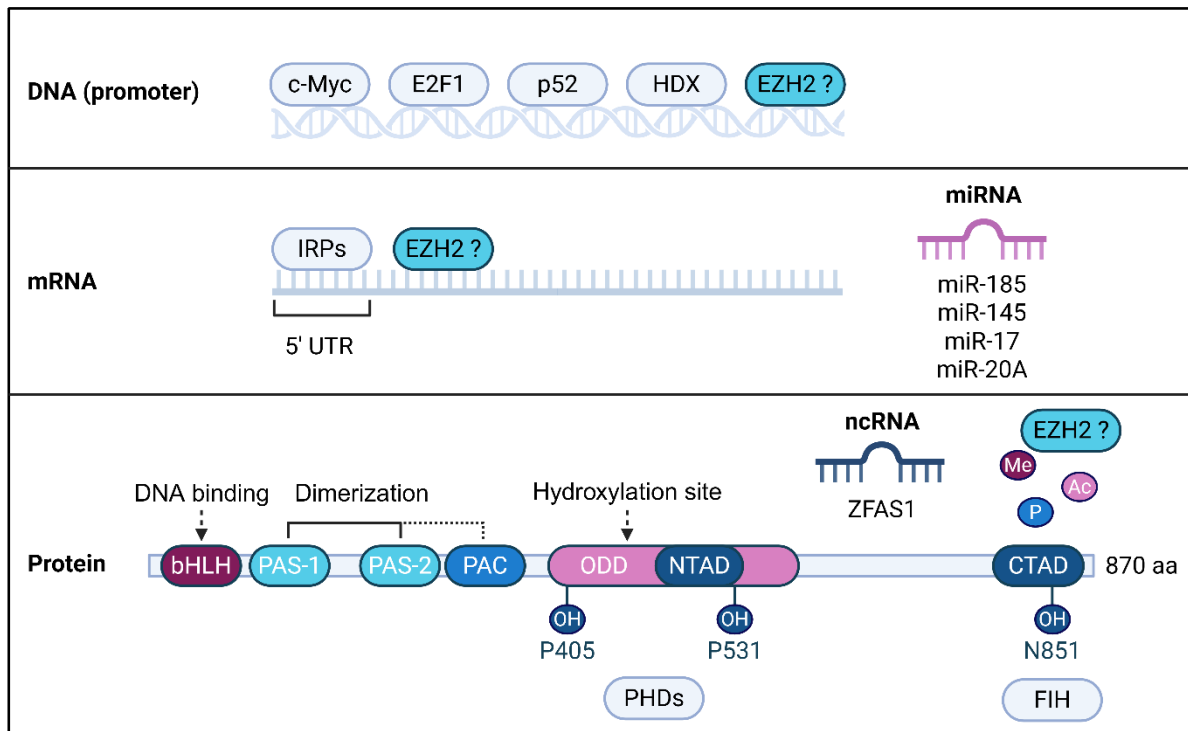 DNA (promoter)
c-Myc
E2F1
p52
HDX
EZH2 ?
mRNA
IRPs
EZH2 ?
5' UTR
miRNA
miR-185
miR-145
miR-17
miR-20A
Protein
ncRNA
ZFAS1
EZH2 ?
Me
Ac
P
DNA binding
Dimerization
Hydroxylation site
bHLH
PAS-1
PAS-2
PAC
ODD
NTAD
CTAD
870 aa
OH
OH
OH
P405
P531
N851
PHDs
FIH